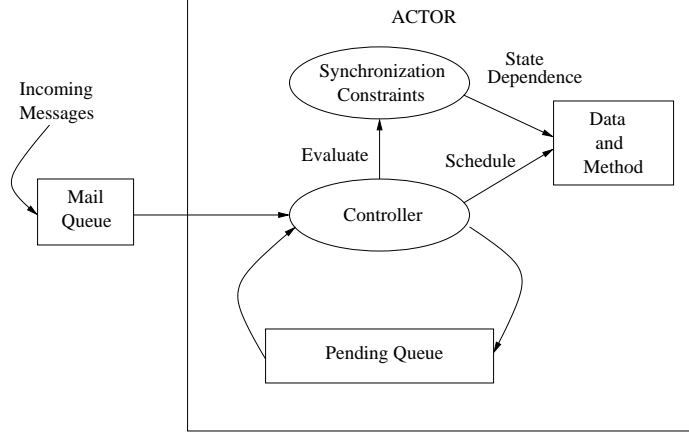 ACTOR
Incoming
Messages
Synchronization
Constraints
State
Dependence
Evaluate
Schedule
Data
and
Method
Mail
Queue
Controller
Pending Queue